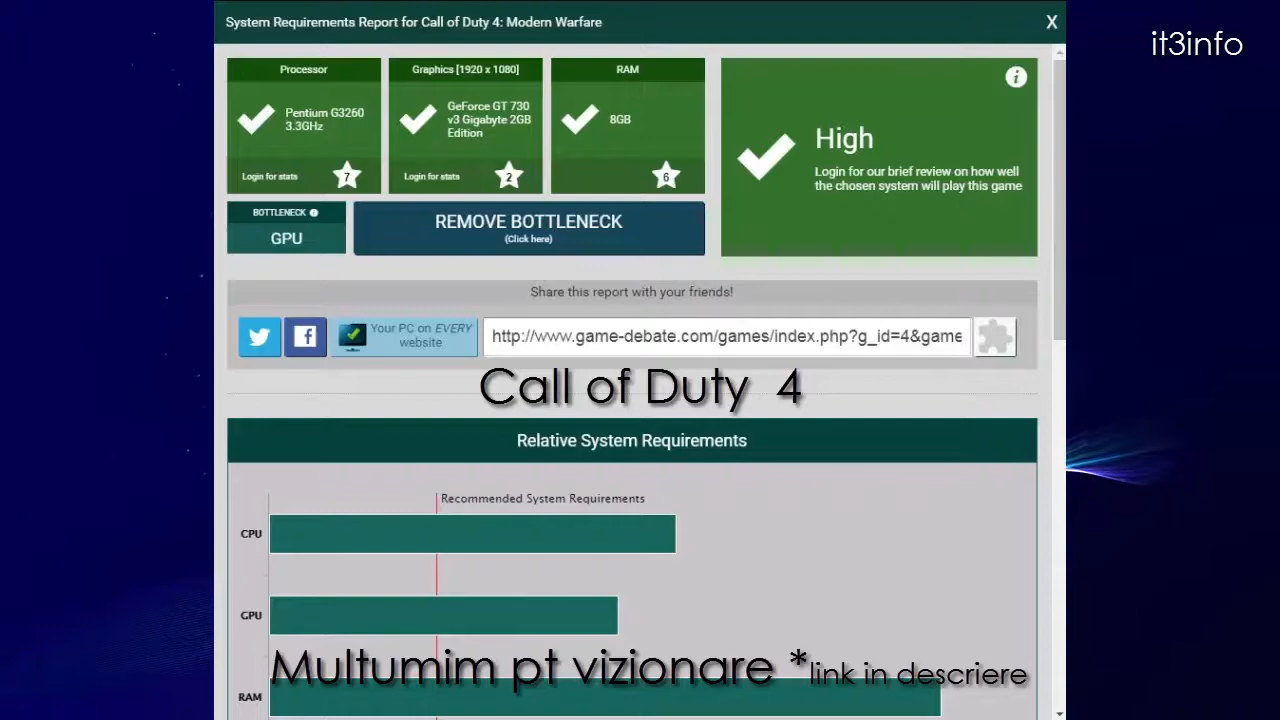 System Requirements Report for Call of Duty 4: Modern Warfare
X
it3info
Processor
Pentium G3260
3.3GHz
Login for stats
7
Graphics [1920 x 1080]
GeForce GT 730
v3 Gigabyte 2GB
Edition
Login for stats
2
RAM
8GB
6
i
High
Login for our brief review on how well
the chosen system will play this game
BOTTLENECK
GPU
REMOVE BOTTLENECK
(Click here)
Share this report with your friends!
Your PC on EVERY
website
http://www.game-debate.com/games/index.php?g_id=4&game
Call of Duty 4
Relative System Requirements
Recommended System Requirements
CPU
GPU
Multumim pt vizionare *link in descriere
RAM